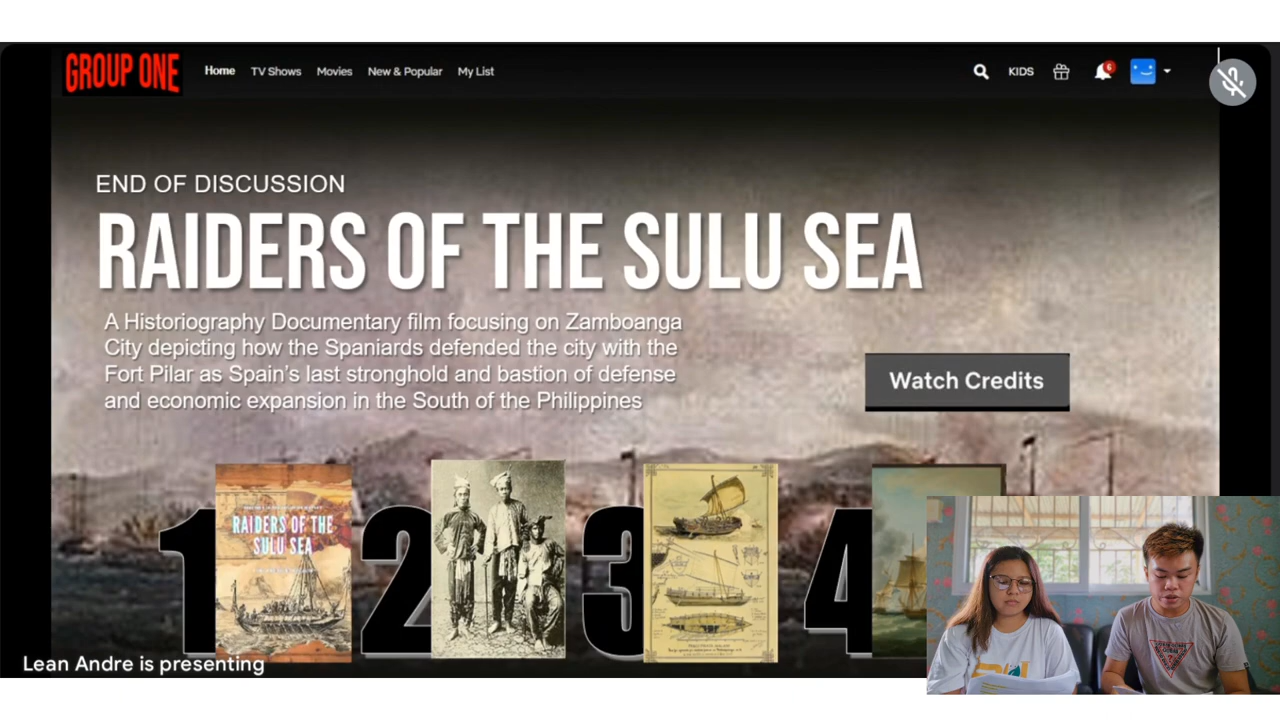 GROUP ONE
Home TV Shows Movies New & Popular My List
KIDS
6
END OF DISCUSSION
RAIDERS OF THE SULU SEA
A Historiography Documentary film focusing on Zamboanga
City depicting how the Spaniards defended the city with the
Fort Pilar as Spain's last stronghold and bastion of defense
and economic expansion in the South of the Philippines
Watch Credits
1 2 3 4
RAIDERS OF THE
SULU SEA
Lean Andre is presenting